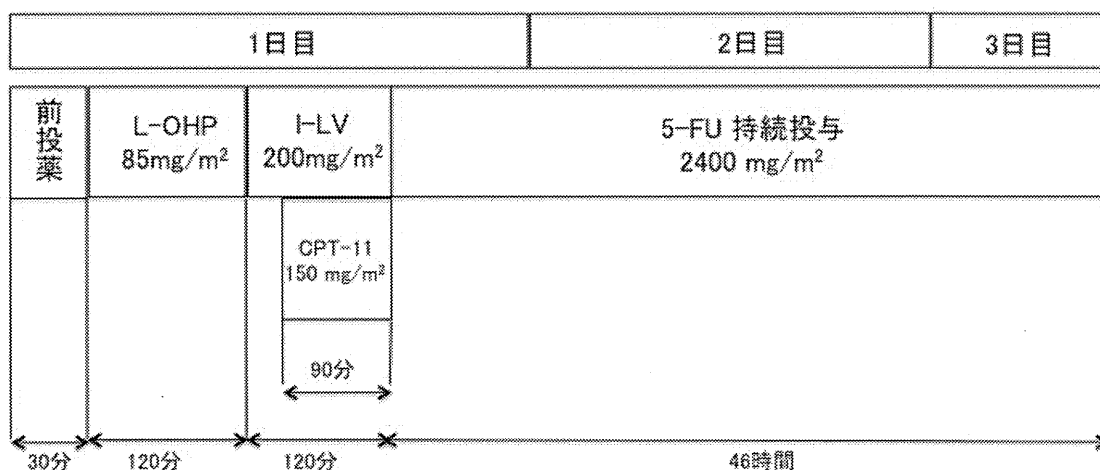 1日目 2日目 3日目
前投薬
L-OHP
85mg/m²
l-LV
200mg/m²
5-FU 持続投与
2400 mg/m²
CPT-11
150 mg/m²
90分
30分 120分 120分 46時間